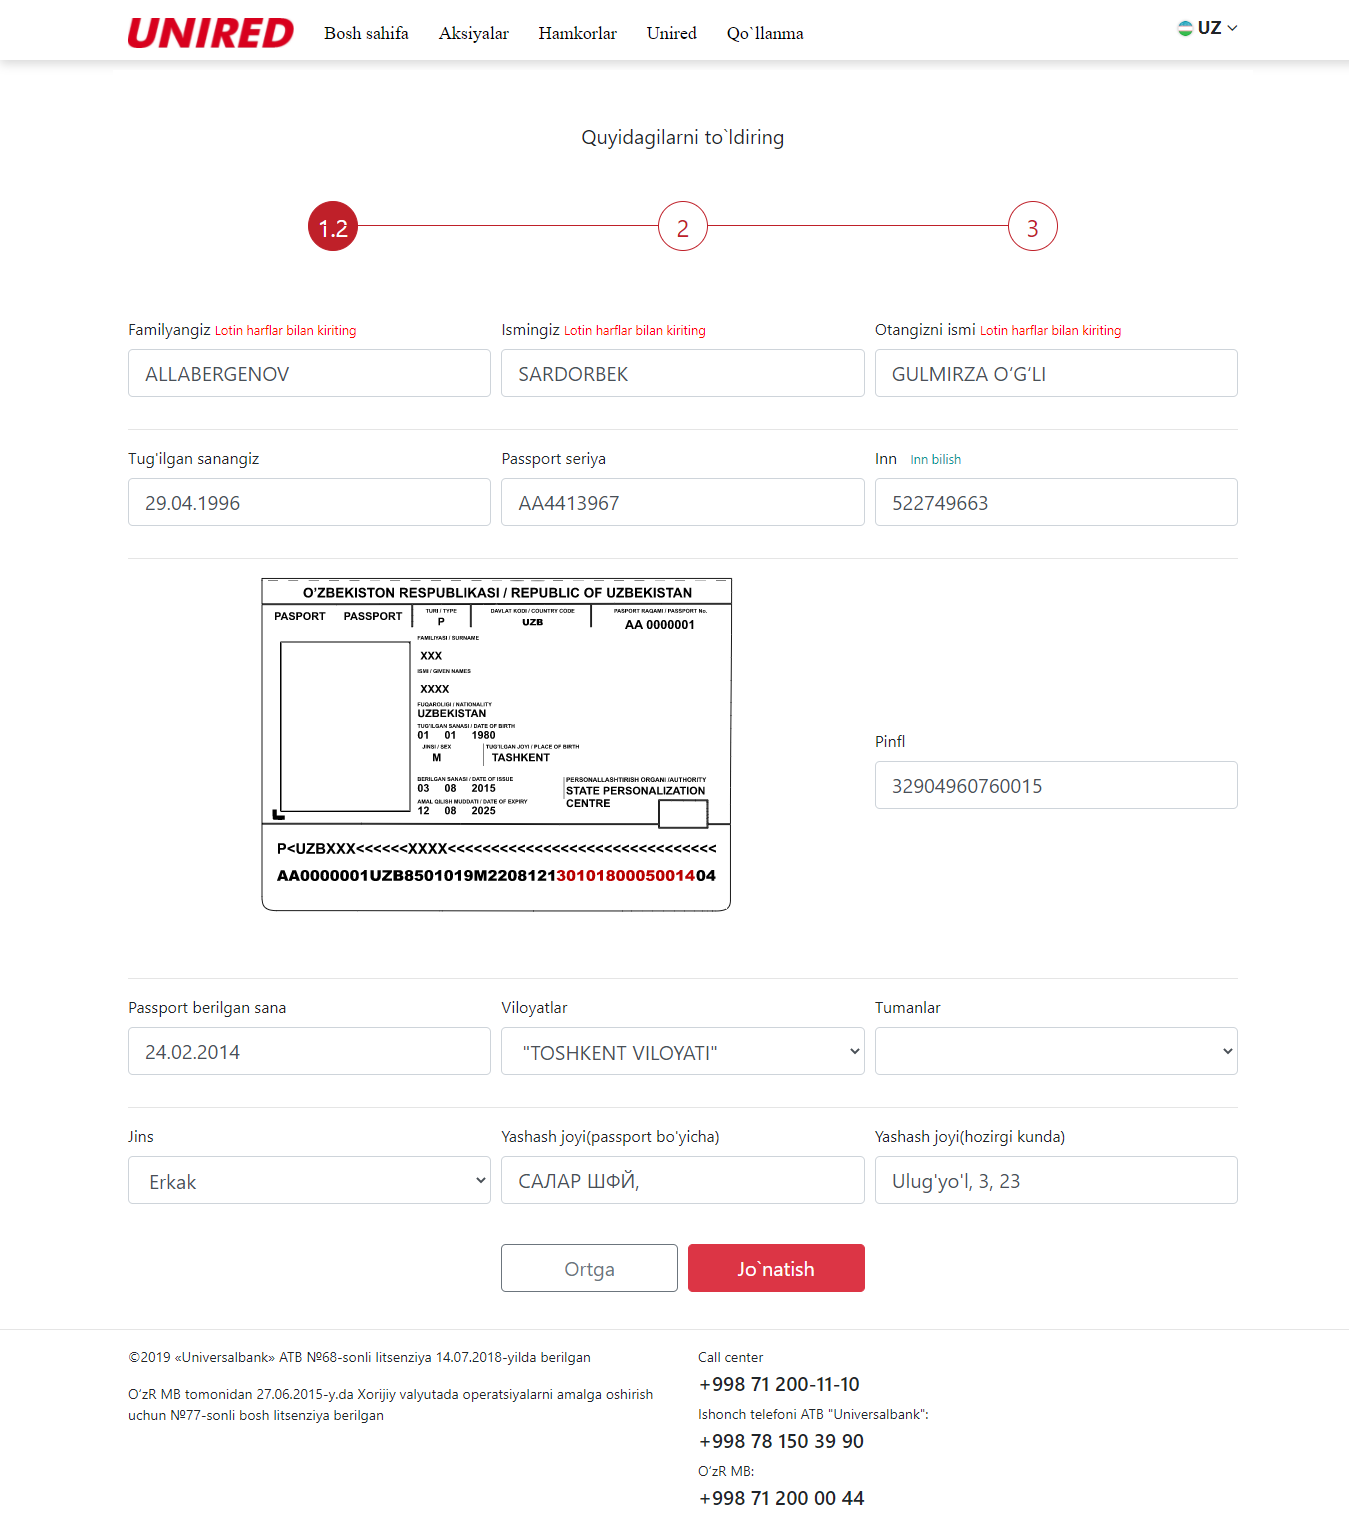 UNIRED Bosh sahifa Aksiyalar Hamkorlar Unired Qo`llanma UZ
Quyidagilarni to`ldiring
1.2 2 3
Familyangiz Lotin harflar bilan kiriting Ismingiz Lotin harflar bilan kiriting Otangizni ismi Lotin harflar bilan kiriting
ALLABERGENOV SARDORBEK GULMIRZA O‘G‘LI
Tug'ilgan sanangiz Passport seriya Inn Inn bilish
29.04.1996 AA4413967 522749663
O’ZBEKISTON RESPUBLIKASI / REPUBLIC OF UZBEKISTAN
PASPORT PASSPORT TURI / TYPE DAVLAT KODI / COUNTRY CODE PASPORT RAQAMI / PASSPORT No.
P UZB AA 0000001
FAMILIYASI / SURNAME
XXX
ISMI / GIVEN NAMES
XXXX
FUQAROLIGI / NATIONALITY
UZBEKISTAN
TUG'ILGAN SANASI / DATE OF BIRTH
01 01 1980
JINSI / SEX TUG'ILGAN JOYI / PLACE OF BIRTH
M TASHKENT
BERILGAN SANASI / DATE OF ISSUE PERSONALLASHTIRISH ORGANI /AUTHORITY
03 08 2015 STATE PERSONALIZATION
AMAL QILISH MUDDATI / DATE OF EXPIRY CENTRE
12 08 2025
P<UZBXXX<<<<<<XXXX<<<<<<<<<<<<<<<<<<<<<<<<<<<<<<<
AA0000001UZB8501019M22081213010180005001404
Pinfl
32904960760015
Passport berilgan sana Viloyatlar Tumanlar
24.02.2014 "TOSHKENT VILOYATI"
Jins Yashash joyi(passport bo'yicha) Yashash joyi(hozirgi kunda)
Erkak САЛАР ШФЙ, Ulug'yo'l, 3, 23
Ortga Jo`natish
©2019 «Universalbank» ATB №68-sonli litsenziya 14.07.2018-yilda berilgan
O‘zR MB tomonidan 27.06.2015-y.da Xorijiy valyutada operatsiyalarni amalga oshirish
uchun №77-sonli bosh litsenziya berilgan
Call center
+998 71 200-11-10
Ishonch telefoni ATB "Universalbank":
+998 78 150 39 90
O‘zR MB:
+998 71 200 00 44